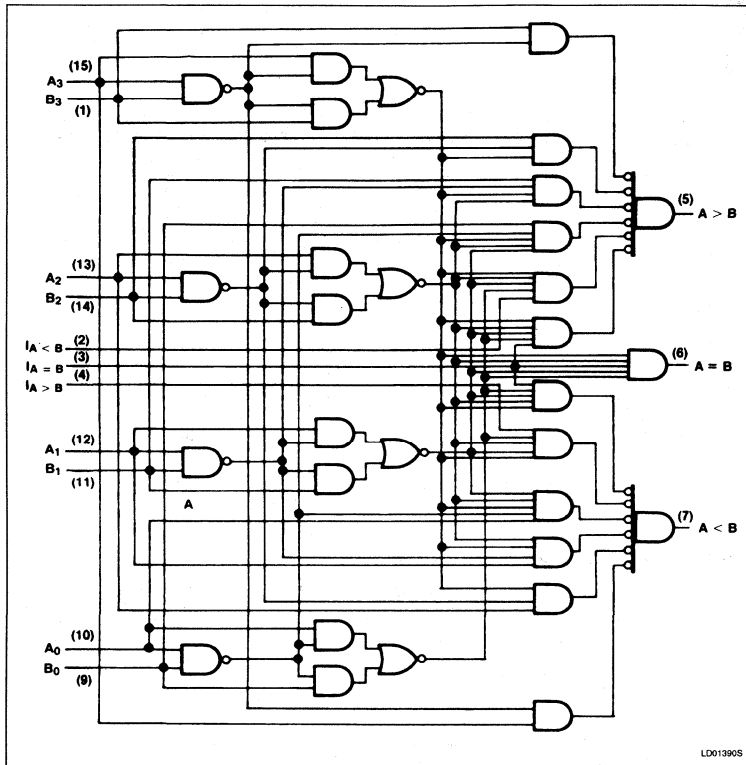 (15)
A3
B3
(1)
(5)
A > B
(13)
A2
B2
(14)
IA < B (2)
IA = B (3)
IA > B (4)
(6)
A = B
(12)
A1
B1
(11)
A
(7)
A < B
(10)
A0
B0
(9)
LD01390S